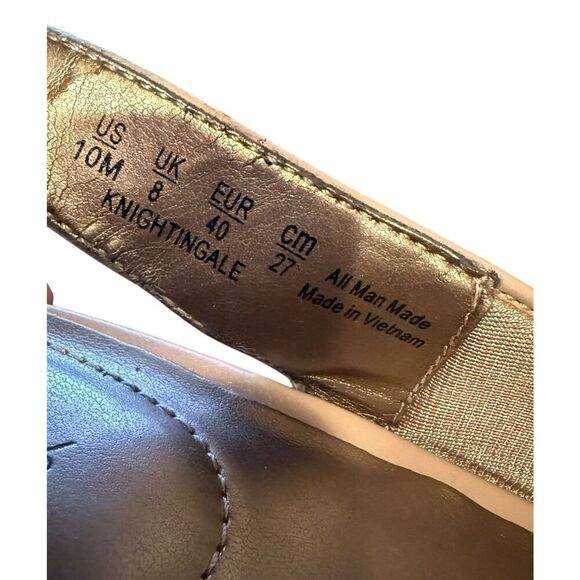 US UK EUR cm
10M 8 40 27
KNIGHTINGALE
All Man Made
Made in Vietnam